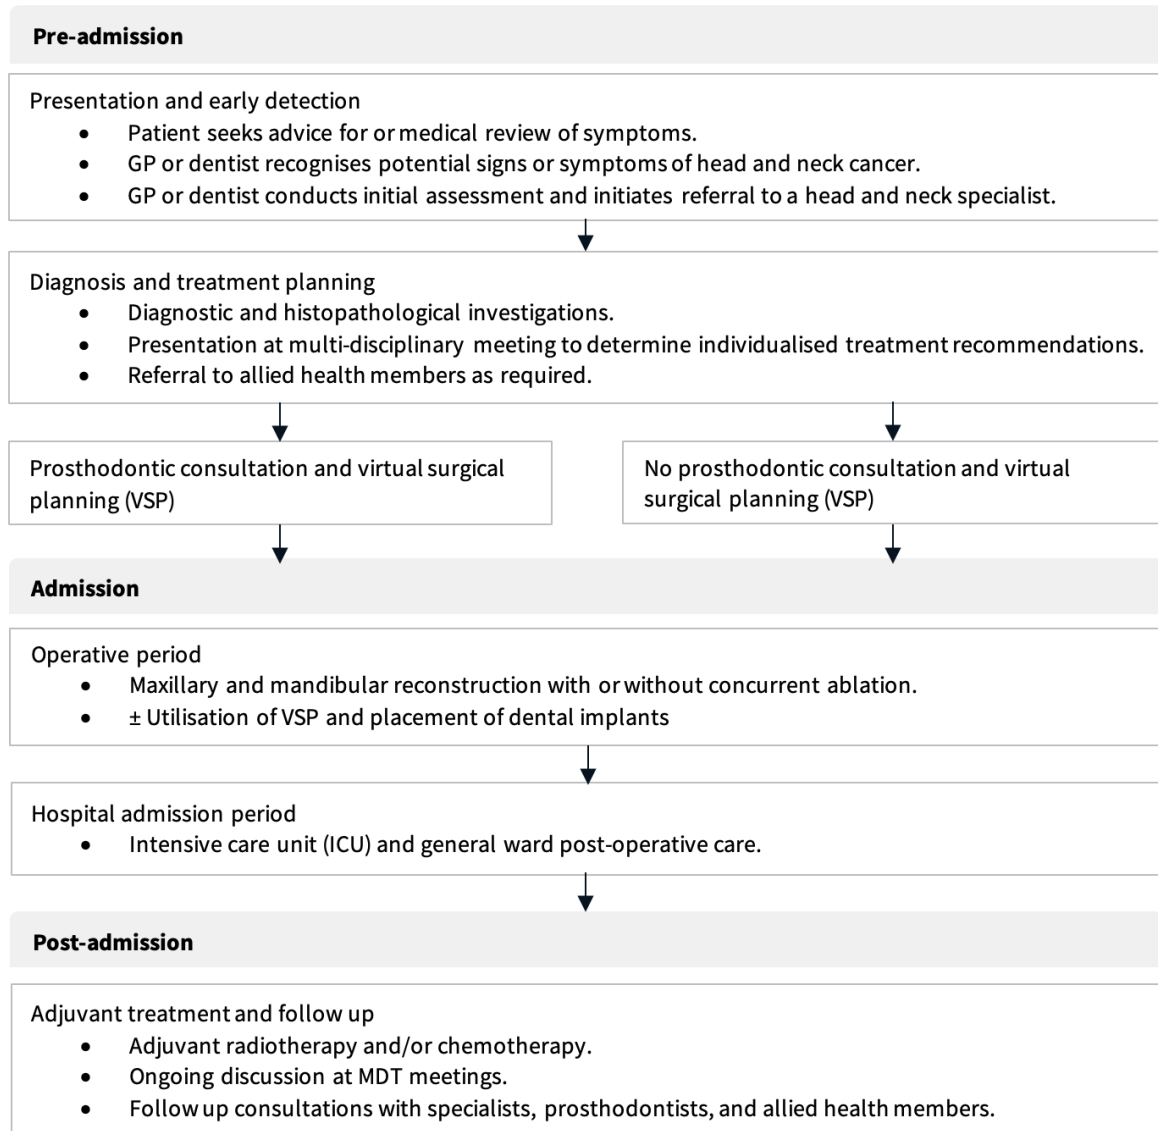 Pre-admission
Presentation and early detection
• Patient seeks advice for or medical review of symptoms.
• GP or dentist recognises potential signs or symptoms of head and neck cancer.
• GP or dentist conducts initial assessment and initiates referral to a head and neck specialist.
Diagnosis and treatment planning
• Diagnostic and histopathological investigations.
• Presentation at multi-disciplinary meeting to determine individualised treatment recommendations.
• Referral to allied health members as required.
Prosthodontic consultation and virtual surgical
planning (VSP)
No prosthodontic consultation and virtual
surgical planning (VSP)
Admission
Operative period
• Maxillary and mandibular reconstruction with or without concurrent ablation.
• ± Utilisation of VSP and placement of dental implants
Hospital admission period
• Intensive care unit (ICU) and general ward post-operative care.
Post-admission
Adjuvant treatment and follow up
• Adjuvant radiotherapy and/or chemotherapy.
• Ongoing discussion at MDT meetings.
• Follow up consultations with specialists, prosthodontists, and allied health members.